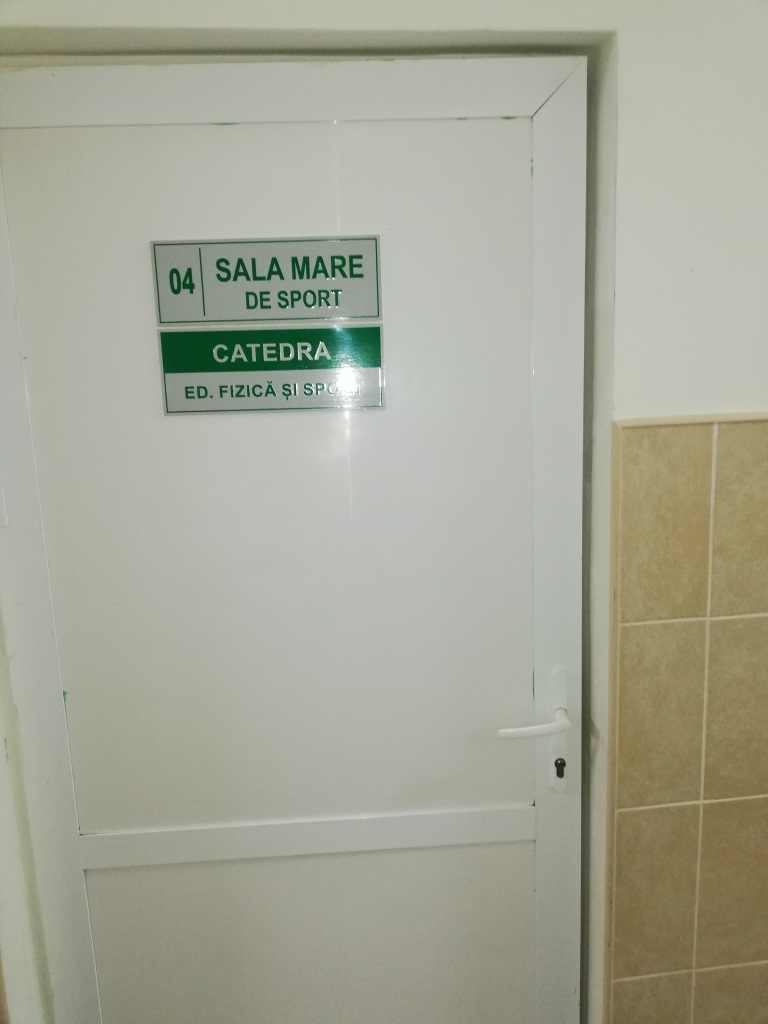 04 SALA MARE
DE SPORT
CATEDRA
ED. FIZICĂ ȘI